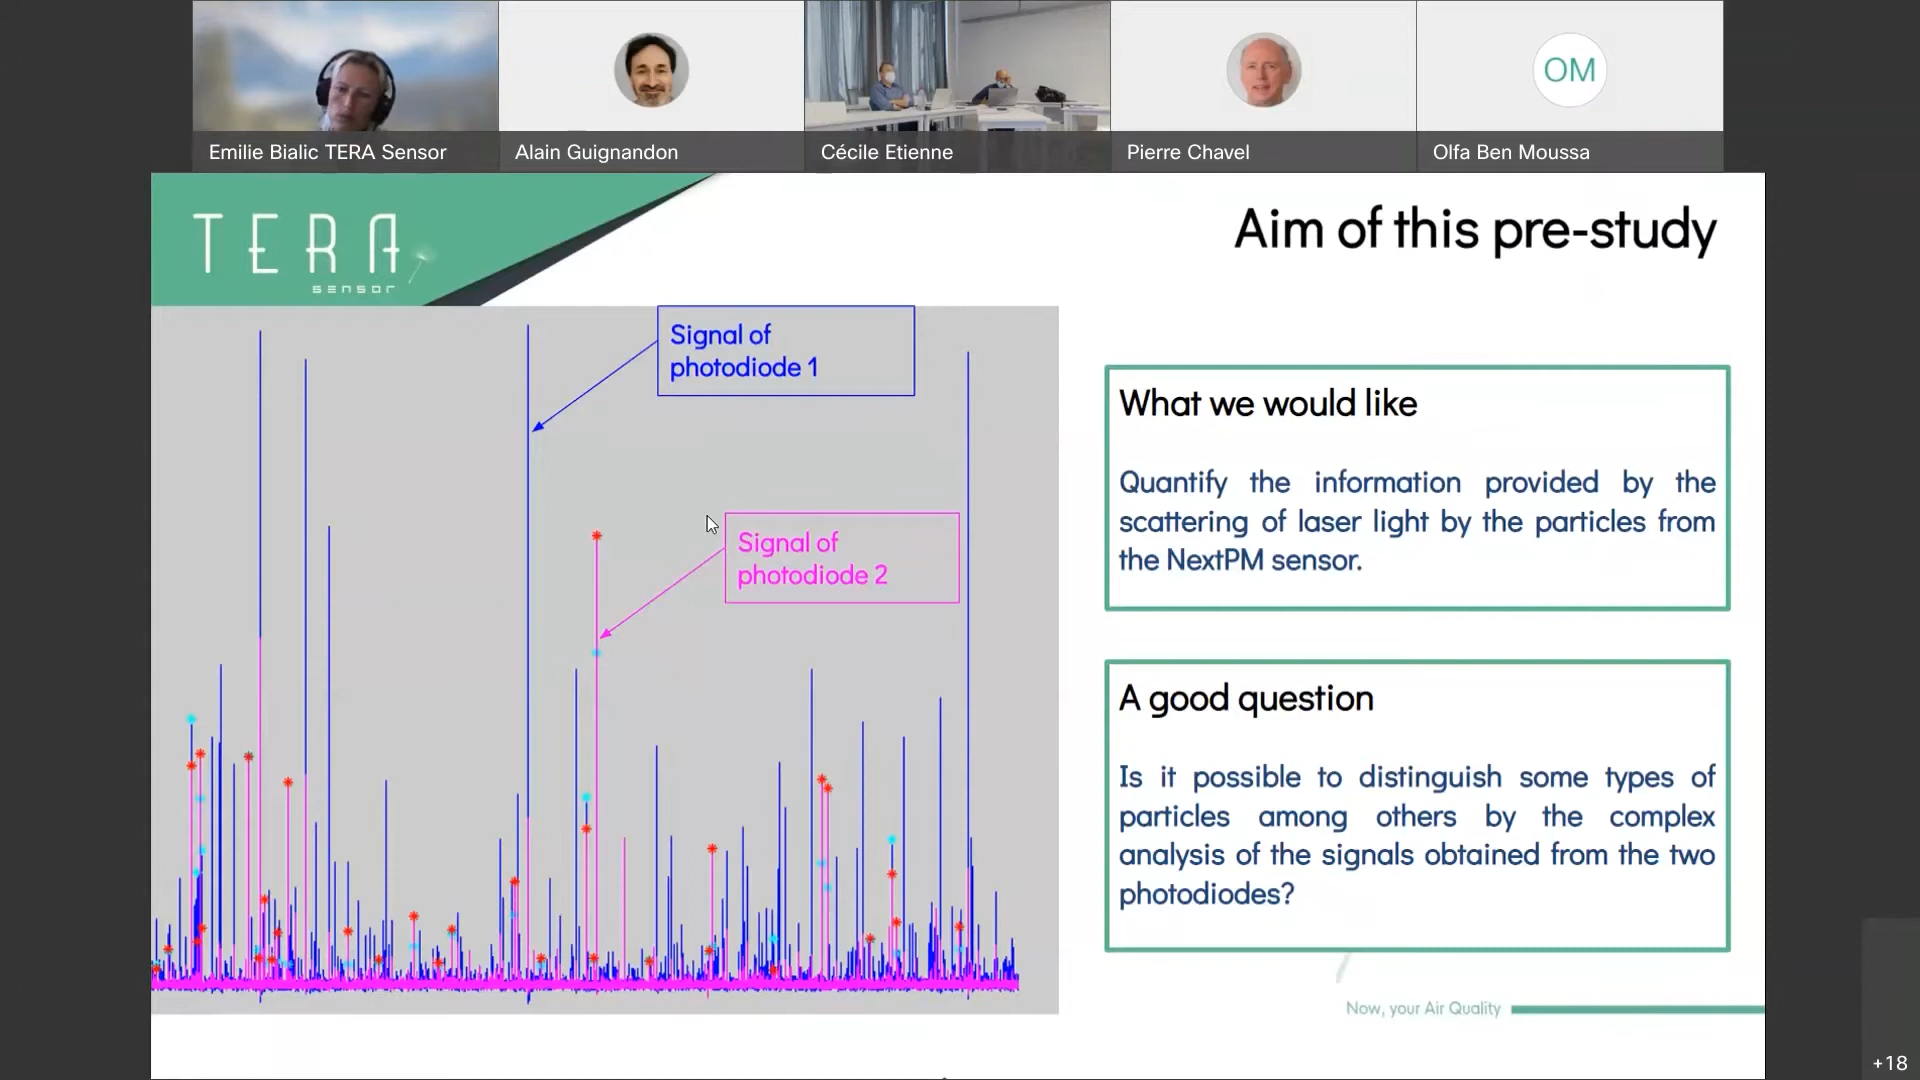 OM
Emilie Bialic TERA Sensor
Alain Guignandon
Cécile Etienne
Pierre Chavel
Olfa Ben Moussa
TERA
sensor
Aim of this pre-study
Signal of
photodiode 1
Signal of
photodiode 2
What we would like
Quantify the information provided by the
scattering of laser light by the particles from
the NextPM sensor.
A good question
Is it possible to distinguish some types of
particles among others by the complex
analysis of the signals obtained from the two
photodiodes?
Now, your Air Quality
+18